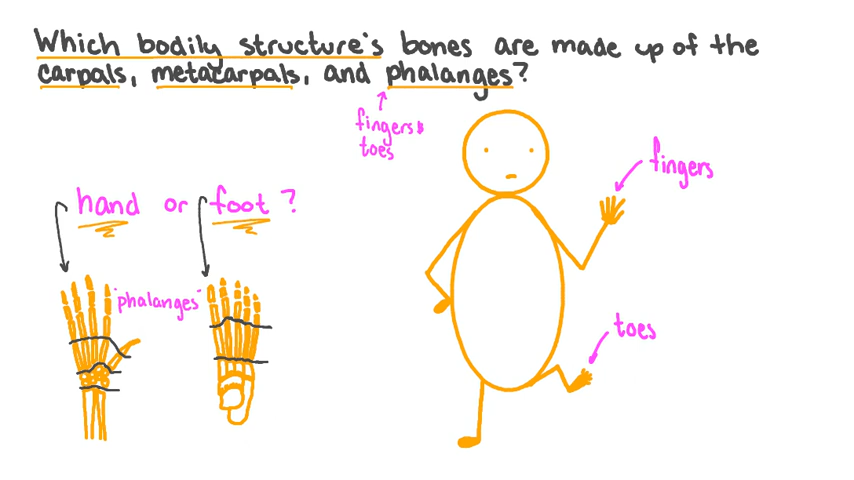 Which bodily structure's bones are made up of the
carpals, metacarpals, and phalanges?
fingers &
toes
fingers
hand or foot?
"phalanges"
toes